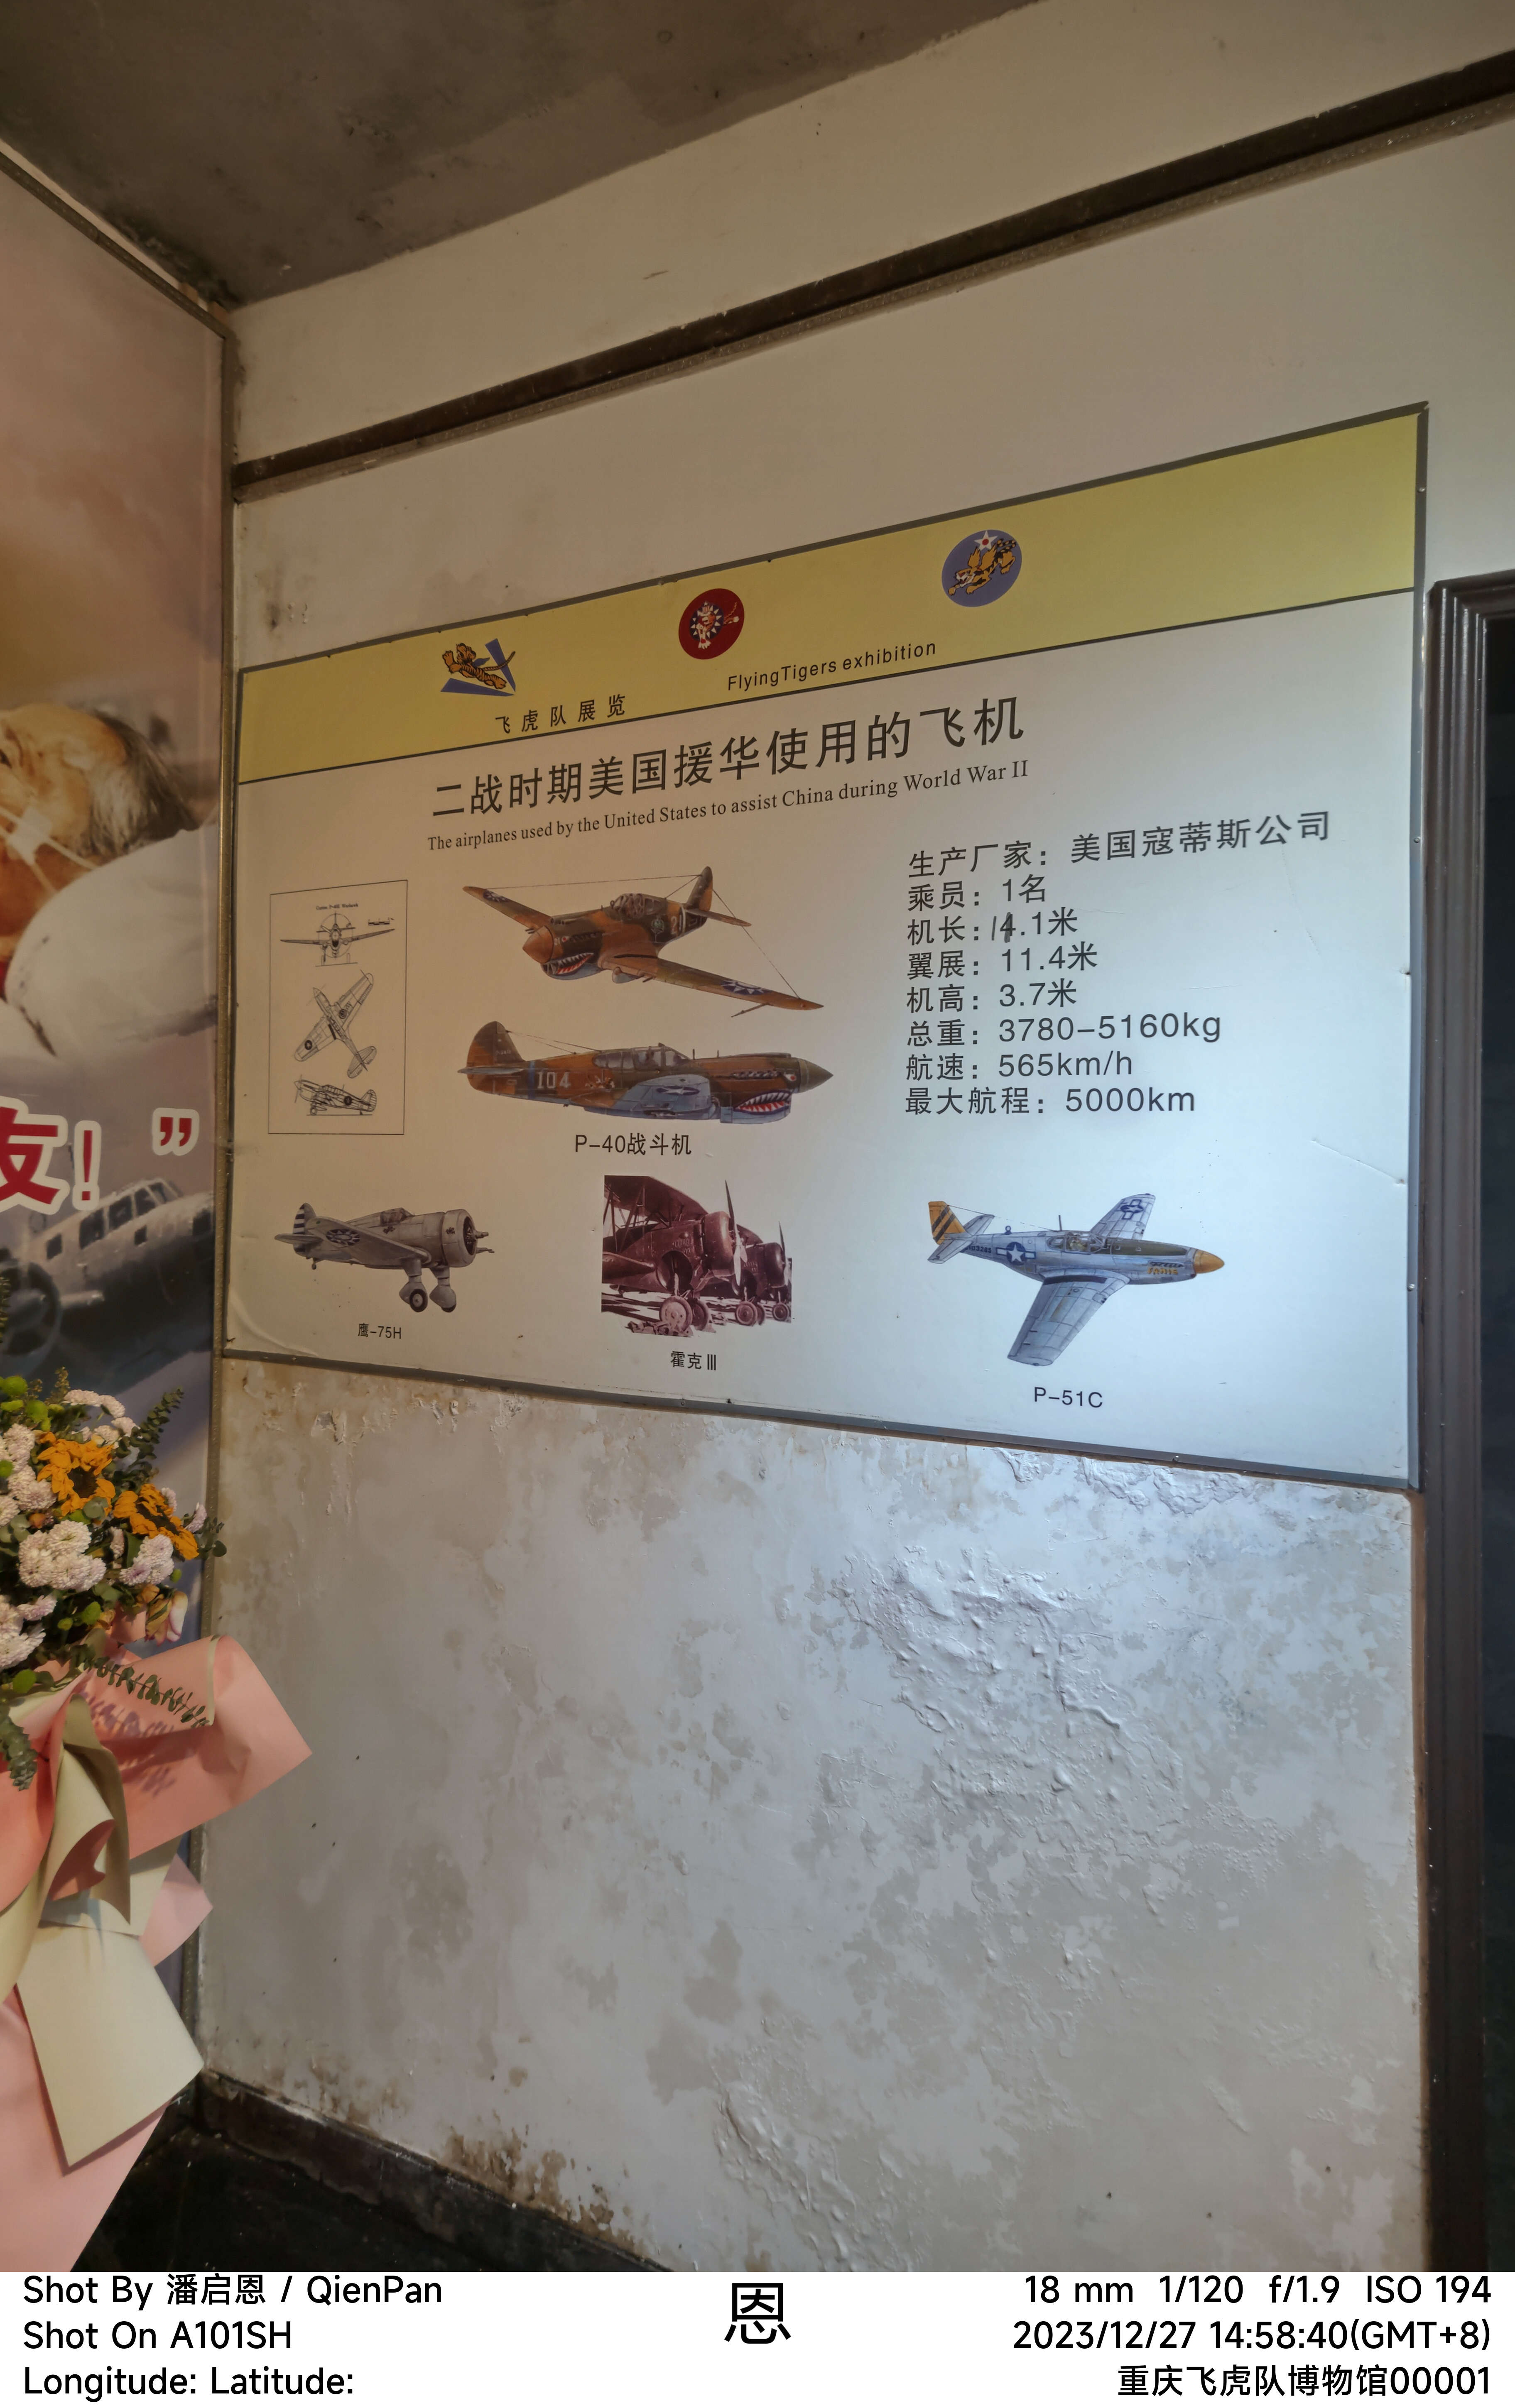 飞虎队展览
FlyingTigers exhibition
二战时期美国援华使用的飞机
The airplanes used by the United States to assist China during World War II
生产厂家：美国寇蒂斯公司
乘员：1名
机长：14.1米
翼展：11.4米
机高：3.7米
总重：3780-5160kg
航速：565km/h
最大航程：5000km
20
104
P-40战斗机
鹰-75H
霍克Ⅲ
P-51C
友！”
Shot By 潘启恩 / QienPan
Shot On A101SH
Longitude: Latitude:
恩
18 mm 1/120 f/1.9 ISO 194
2023/12/27 14:58:40(GMT+8)
重庆飞虎队博物馆00001